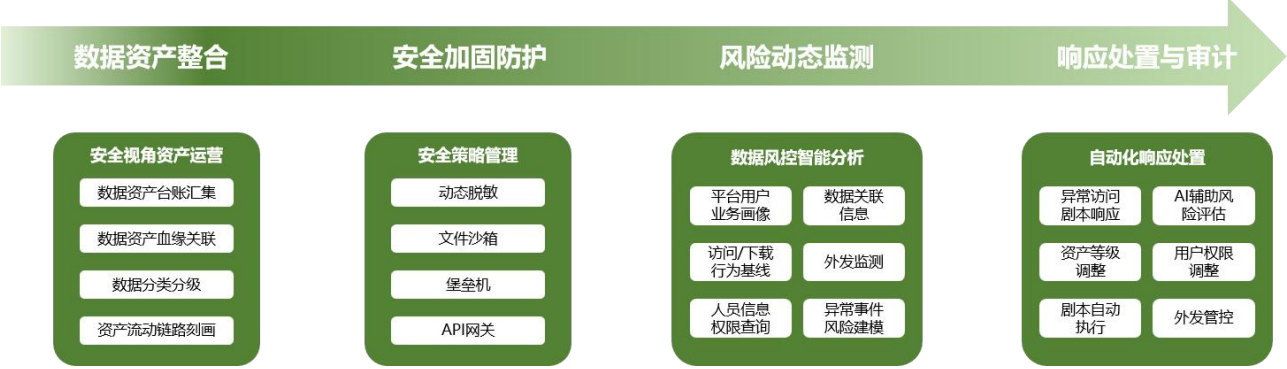 数据资产整合
安全加固防护
风险动态监测
响应处置与审计
安全视角资产运营
数据资产台账汇集
数据资产血缘关联
数据分类分级
资产流动链路刻画
安全策略管理
动态脱敏
文件沙箱
堡垒机
API网关
数据风控智能分析
平台用户
业务画像
数据关联
信息
访问/下载
行为基线
外发监测
人员信息
权限查询
异常事件
风险建模
自动化响应处置
异常访问
剧本响应
AI辅助风
险评估
资产等级
调整
用户权限
调整
剧本自动
执行
外发管控